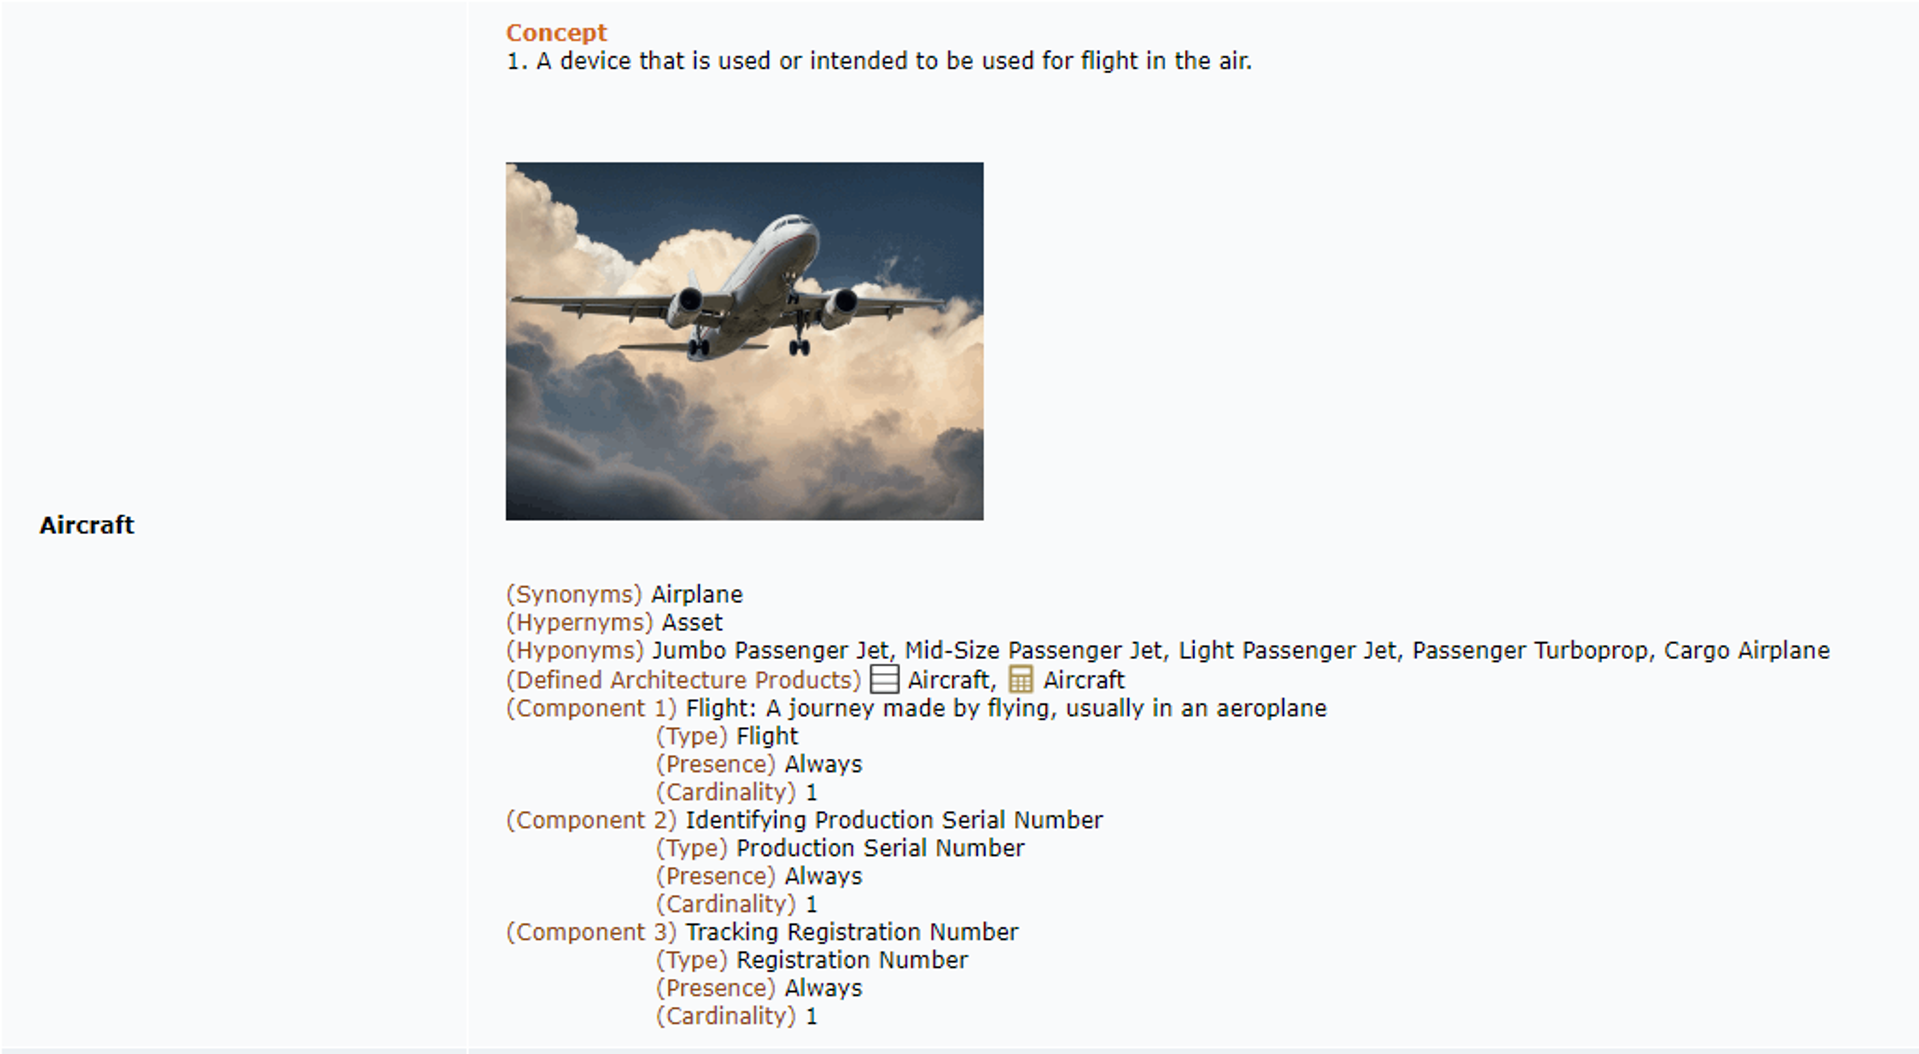 Aircraft
Concept
1. A device that is used or intended to be used for flight in the air.
(Synonyms) Airplane
(Hypernyms) Asset
(Hyponyms) Jumbo Passenger Jet, Mid-Size Passenger Jet, Light Passenger Jet, Passenger Turboprop, Cargo Airplane
(Defined Architecture Products) Aircraft, Aircraft
(Component 1) Flight: A journey made by flying, usually in an aeroplane
(Type) Flight
(Presence) Always
(Cardinality) 1
(Component 2) Identifying Production Serial Number
(Type) Production Serial Number
(Presence) Always
(Cardinality) 1
(Component 3) Tracking Registration Number
(Type) Registration Number
(Presence) Always
(Cardinality) 1